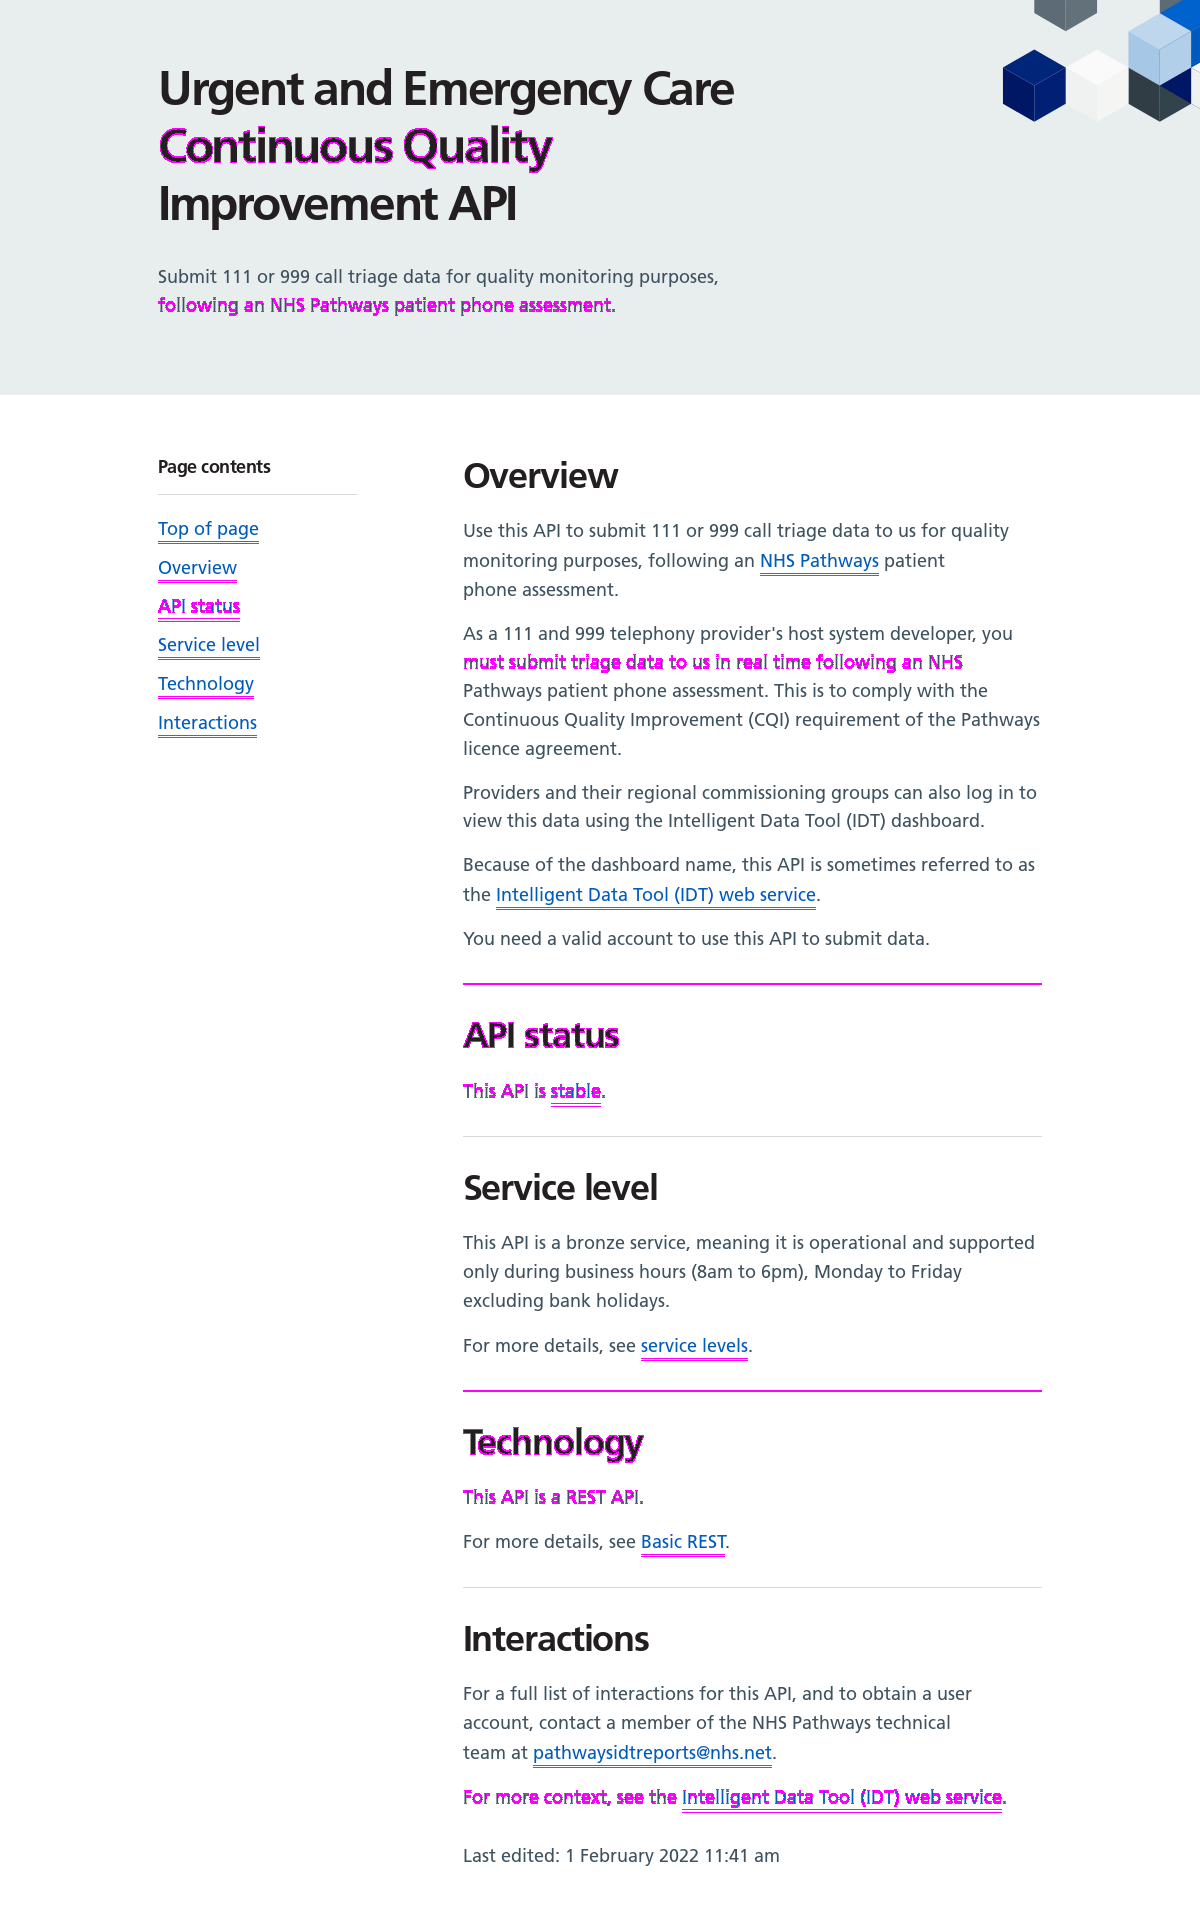 Urgent and Emergency Care
Continuous Quality
Improvement API
Submit 111 or 999 call triage data for quality monitoring purposes,
following an NHS Pathways patient phone assessment.
Page contents
Top of page
Overview
API status
Service level
Technology
Interactions
Overview
Use this API to submit 111 or 999 call triage data to us for quality
monitoring purposes, following an NHS Pathways patient
phone assessment.
As a 111 and 999 telephony provider's host system developer, you
must submit triage data to us in real time following an NHS
Pathways patient phone assessment. This is to comply with the
Continuous Quality Improvement (CQI) requirement of the Pathways
licence agreement.
Providers and their regional commissioning groups can also log in to
view this data using the Intelligent Data Tool (IDT) dashboard.
Because of the dashboard name, this API is sometimes referred to as
the Intelligent Data Tool (IDT) web service.
You need a valid account to use this API to submit data.
API status
This API is stable.
Service level
This API is a bronze service, meaning it is operational and supported
only during business hours (8am to 6pm), Monday to Friday
excluding bank holidays.
For more details, see service levels.
Technology
This API is a REST API.
For more details, see Basic REST.
Interactions
For a full list of interactions for this API, and to obtain a user
account, contact a member of the NHS Pathways technical
team at pathwaysidtreports@nhs.net.
For more context, see the Intelligent Data Tool (IDT) web service.
Last edited: 1 February 2022 11:41 am